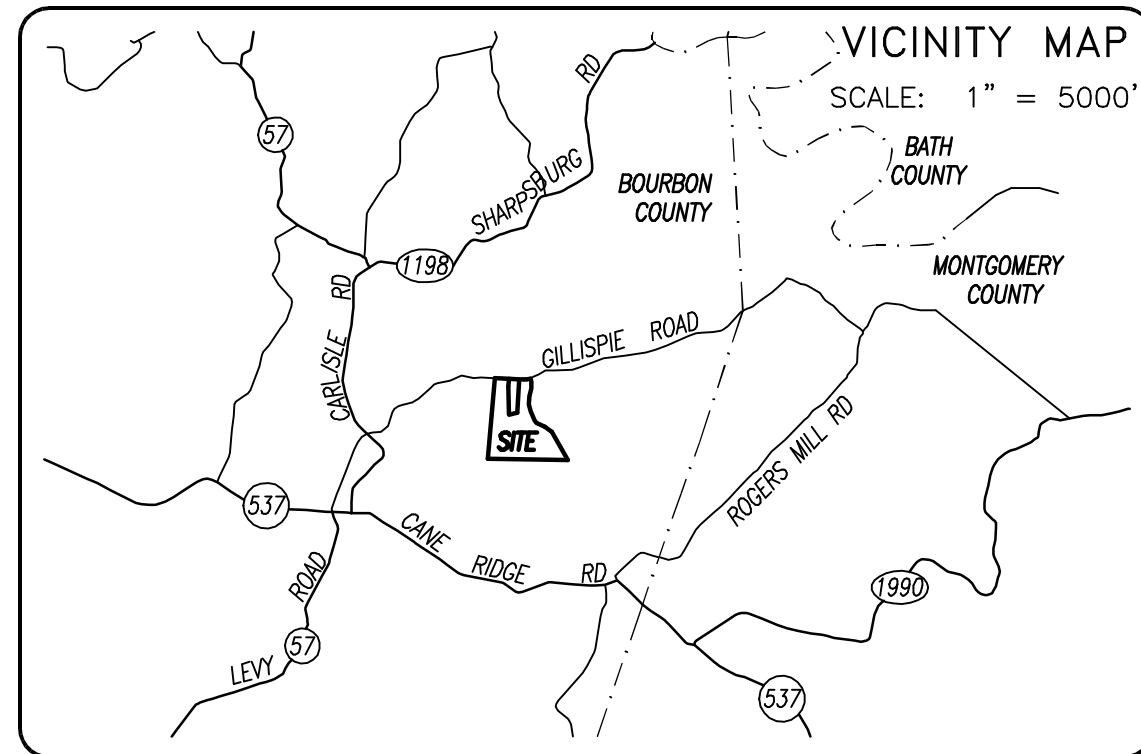 VICINITY MAP
SCALE: 1" = 5000'
57
SHARPSBURG RD
BATH
COUNTY
BOURBON
COUNTY
1198
MONTGOMERY
COUNTY
CARLISLE RD
GILLISPIE ROAD
SITE
ROGERS MILL RD
537
CANE RIDGE RD
1990
LEVY ROAD
57
537